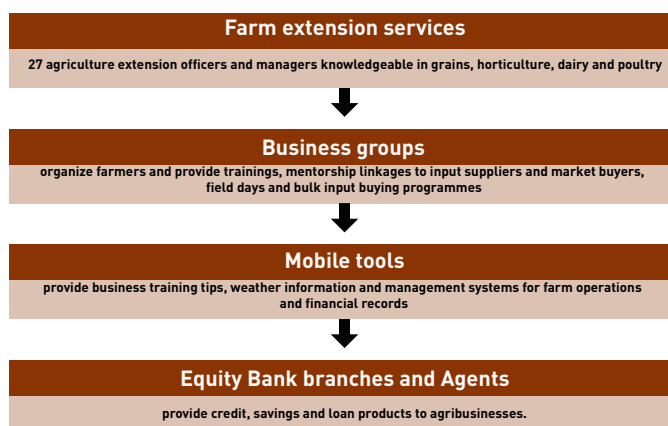 Farm extension services
27 agriculture extension officers and managers knowledgeable in grains, horticulture, dairy and poultry
Business groups
organize farmers and provide trainings, mentorship linkages to input suppliers and market buyers,
field days and bulk input buying programmes
Mobile tools
provide business training tips, weather information and management systems for farm operations
and financial records
Equity Bank branches and Agents
provide credit, savings and loan products to agribusinesses.